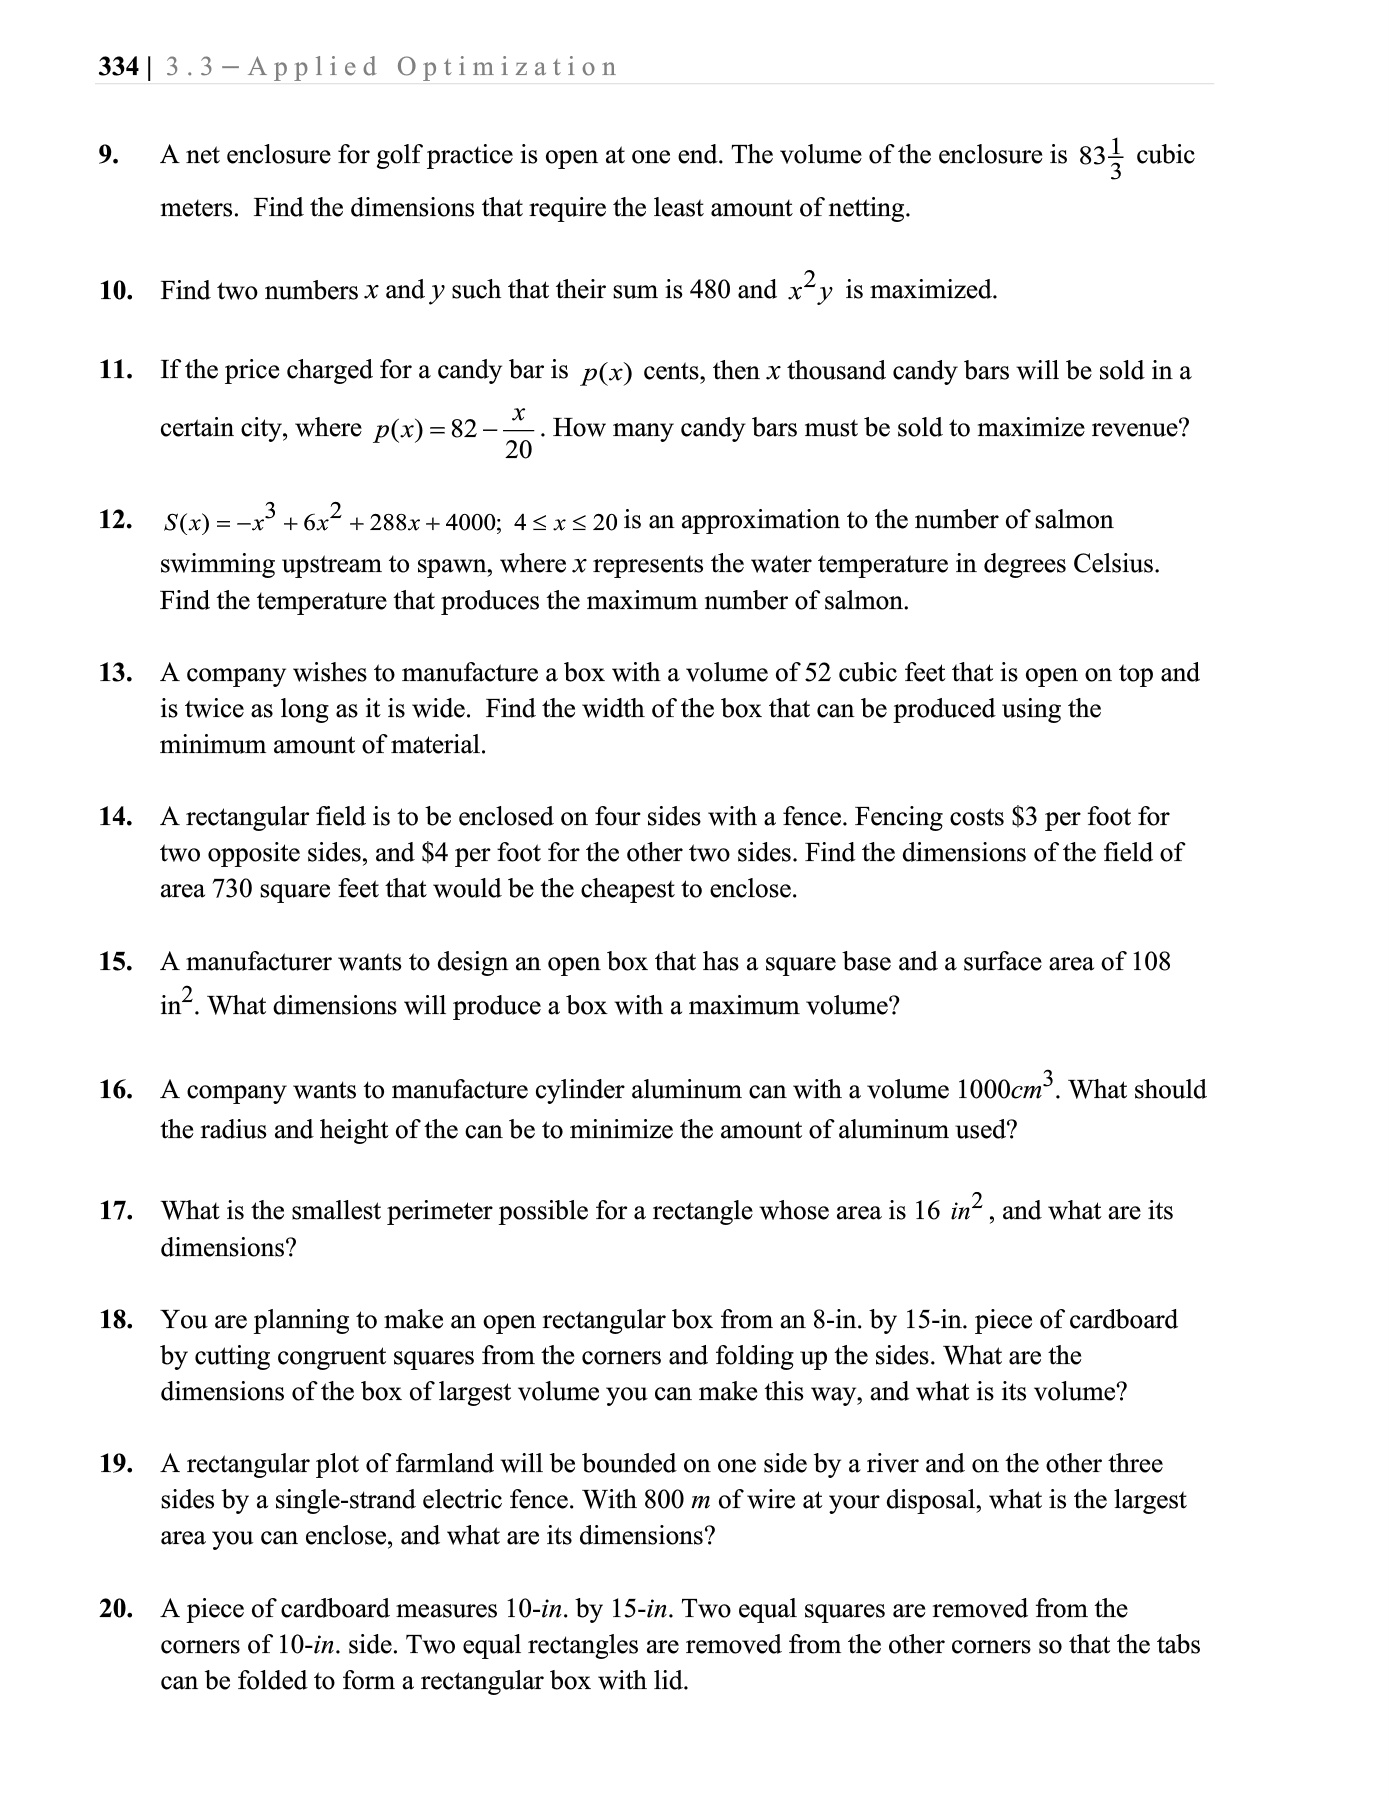 334 | 3.3 – Applied Optimization
9. A net enclosure for golf practice is open at one end. The volume of the enclosure is 83 1/3 cubic
meters. Find the dimensions that require the least amount of netting.
10. Find two numbers x and y such that their sum is 480 and x²y is maximized.
11. If the price charged for a candy bar is p(x) cents, then x thousand candy bars will be sold in a
certain city, where p(x) = 82 − x/20. How many candy bars must be sold to maximize revenue?
12. S(x) = −x³ + 6x² + 288x + 4000; 4 ≤ x ≤ 20 is an approximation to the number of salmon
swimming upstream to spawn, where x represents the water temperature in degrees Celsius.
Find the temperature that produces the maximum number of salmon.
13. A company wishes to manufacture a box with a volume of 52 cubic feet that is open on top and
is twice as long as it is wide. Find the width of the box that can be produced using the
minimum amount of material.
14. A rectangular field is to be enclosed on four sides with a fence. Fencing costs $3 per foot for
two opposite sides, and $4 per foot for the other two sides. Find the dimensions of the field of
area 730 square feet that would be the cheapest to enclose.
15. A manufacturer wants to design an open box that has a square base and a surface area of 108
in². What dimensions will produce a box with a maximum volume?
16. A company wants to manufacture cylinder aluminum can with a volume 1000cm³. What should
the radius and height of the can be to minimize the amount of aluminum used?
17. What is the smallest perimeter possible for a rectangle whose area is 16 in², and what are its
dimensions?
18. You are planning to make an open rectangular box from an 8-in. by 15-in. piece of cardboard
by cutting congruent squares from the corners and folding up the sides. What are the
dimensions of the box of largest volume you can make this way, and what is its volume?
19. A rectangular plot of farmland will be bounded on one side by a river and on the other three
sides by a single-strand electric fence. With 800 m of wire at your disposal, what is the largest
area you can enclose, and what are its dimensions?
20. A piece of cardboard measures 10-in. by 15-in. Two equal squares are removed from the
corners of 10-in. side. Two equal rectangles are removed from the other corners so that the tabs
can be folded to form a rectangular box with lid.